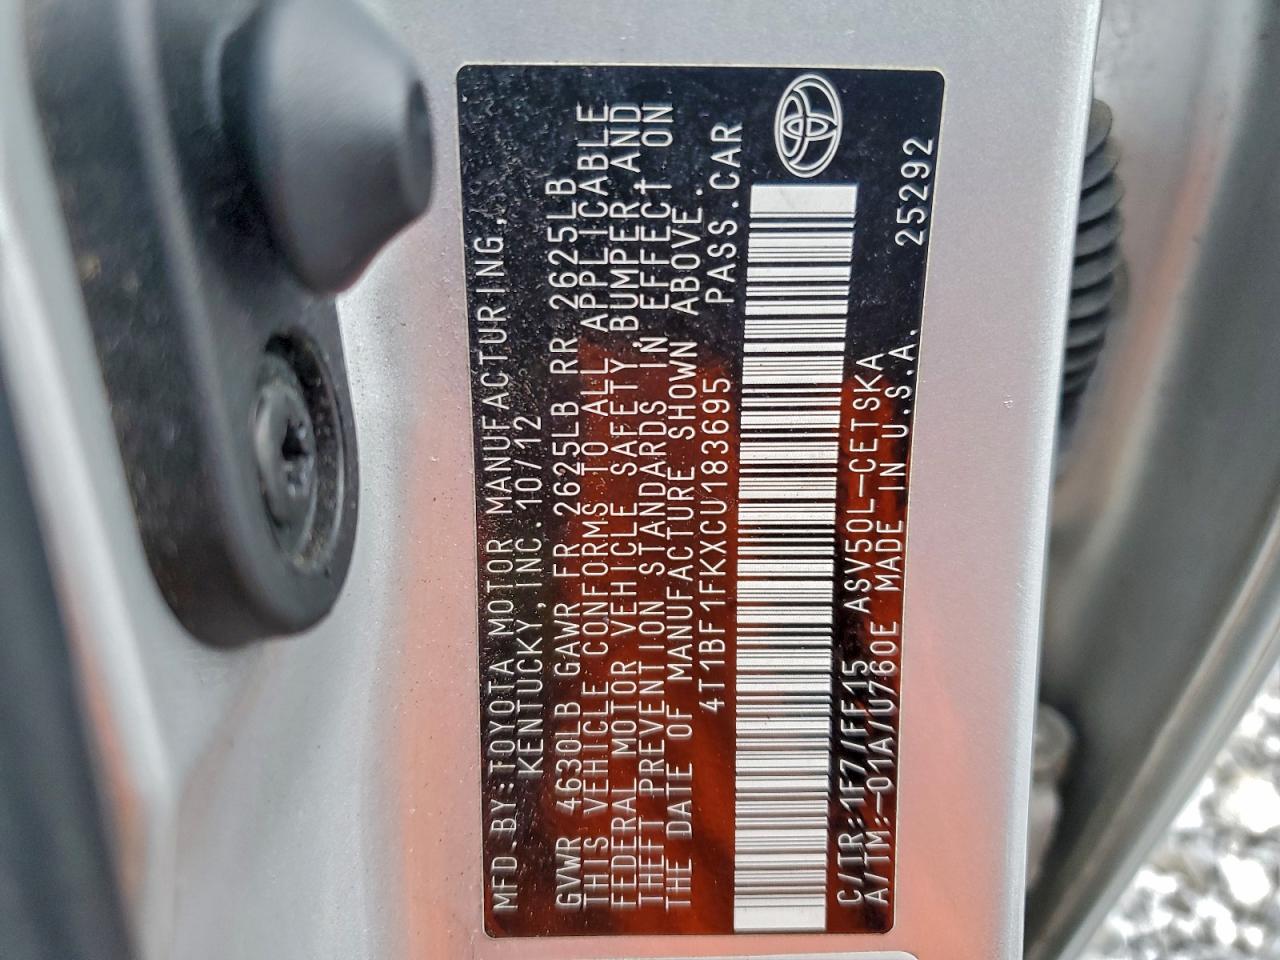 MFD.BY:TOYOTA MOTOR MANUFACTURING,
KENTUCKY,INC.10/12
GVWR 4630LB GAWR FR 2625LB RR 2625LB
THIS VEHICLE CONFORMS TO ALL APPLICABLE
FEDERAL MOTOR VEHICLE SAFETY,BUMPER,AND
THEFT PREVENTION STANDARDS IN EFFECT ON
THE DATE OF MANUFACTURE SHOWN ABOVE.
4T1BF1FKXCU183695 PASS.CAR
C/TR:1F7/FF15 ASV50L-CETSKA
A/TM:-01A/U760E MADE IN U.S.A. 25292